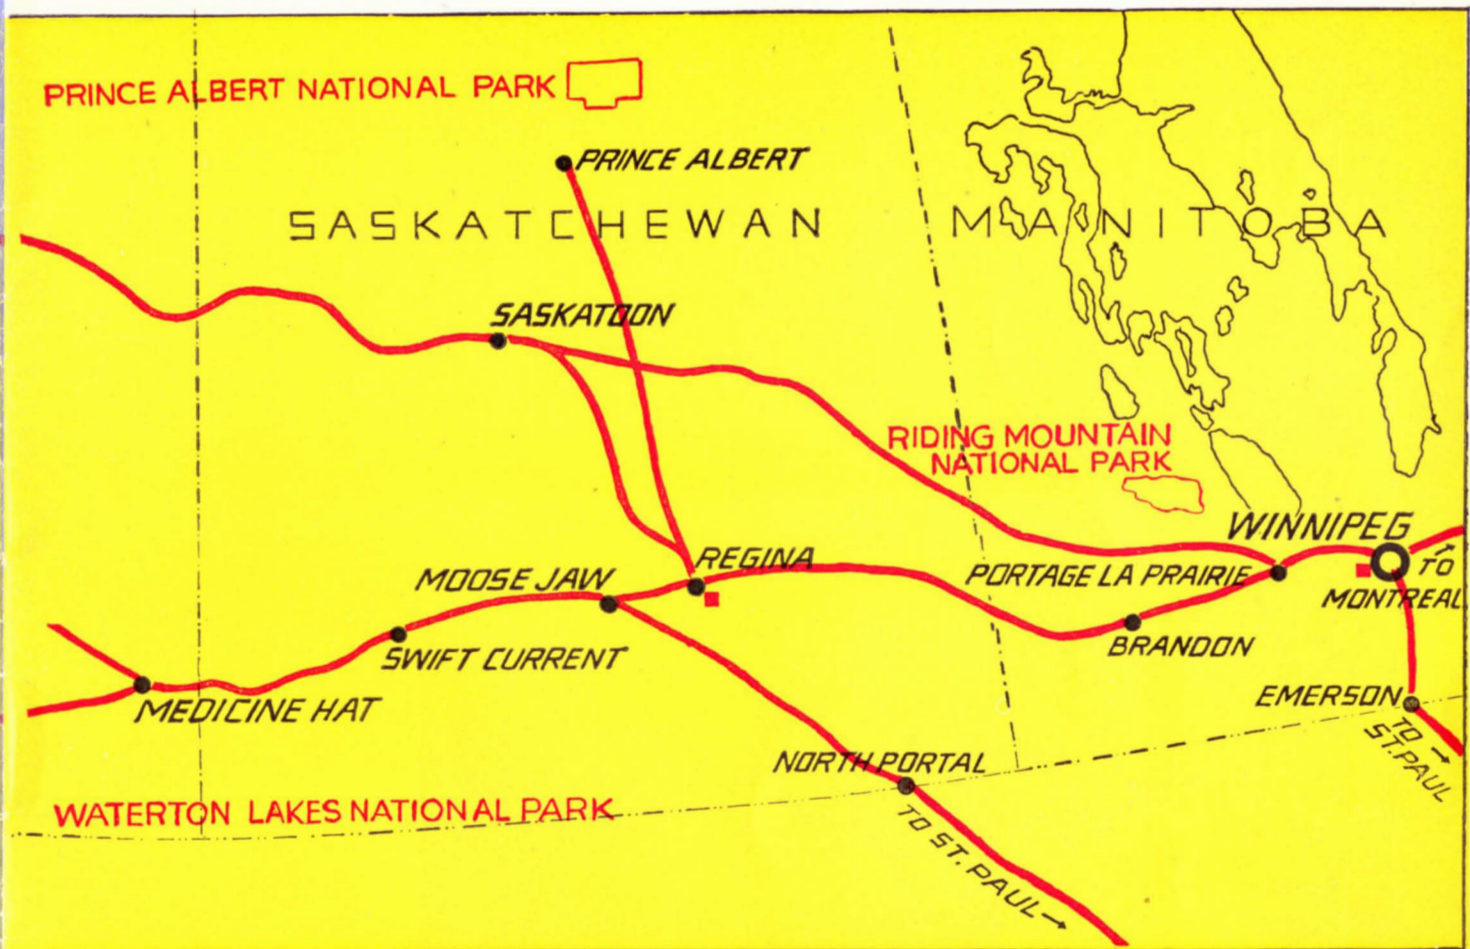 PRINCE ALBERT NATIONAL PARK
PRINCE ALBERT
SASKATCHEWAN
MANITOBA
SASKATOON
RIDING MOUNTAIN
NATIONAL PARK
WINNIPEG
REGINA
TO
MONTREAL
MOOSE JAW
PORTAGE LA PRAIRIE
BRANDON
SWIFT CURRENT
MEDICINE HAT
EMERSON
TO
ST. PAUL
NORTH PORTAL
WATERTON LAKES NATIONAL PARK
TO ST. PAUL